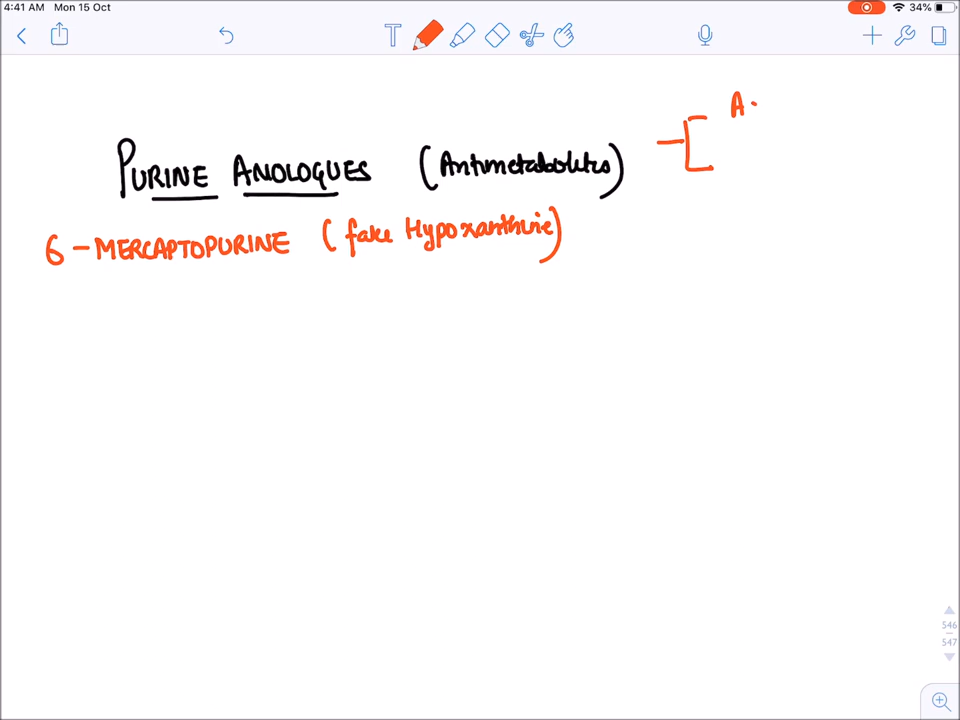 4:41 AM Mon 15 Oct 34%
T
A.
PURINE ANOLOGUES (Antimetabolites)
6-MERCAPTOPURINE (fake Hypoxanthine)
546
547